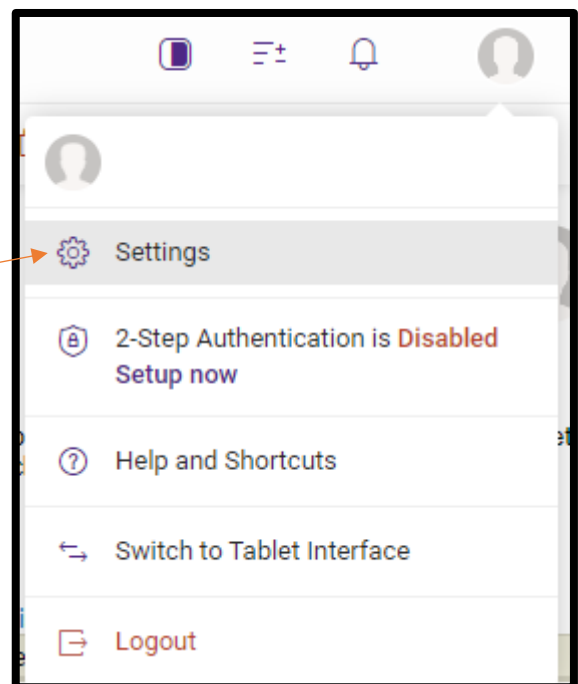 Settings
2-Step Authentication is Disabled
Setup now
Help and Shortcuts
Switch to Tablet Interface
Logout